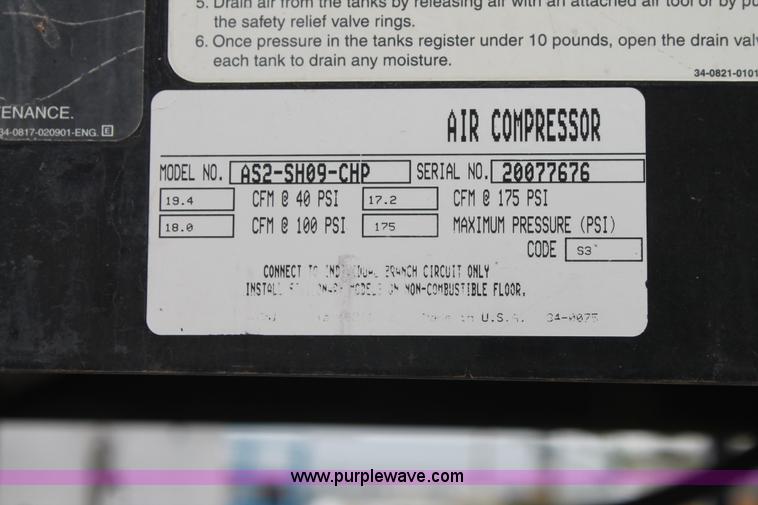 5. Drain air from the tanks by releasing air with an attached air tool or by
the safety relief valve rings.
6. Once pressure in the tanks register under 10 pounds, open the drain
each tank to drain any moisture.
34-0821-0101
34-0817-020901-ENG. E
AIR COMPRESSOR
MODEL NO. AS2-SH09-CHP SERIAL NO. 20077676
19.4 CFM @ 40 PSI 17.2 CFM @ 175 PSI
18.0 CFM @ 100 PSI 175 MAXIMUM PRESSURE (PSI)
CODE S3
CONNECT TO INDIVIDUAL BRANCH CIRCUIT ONLY
INSTALL MODELS ON NON-COMBUSTIBLE FLOOR.
Made in U.S.A. 34-0075
www.purplewave.com